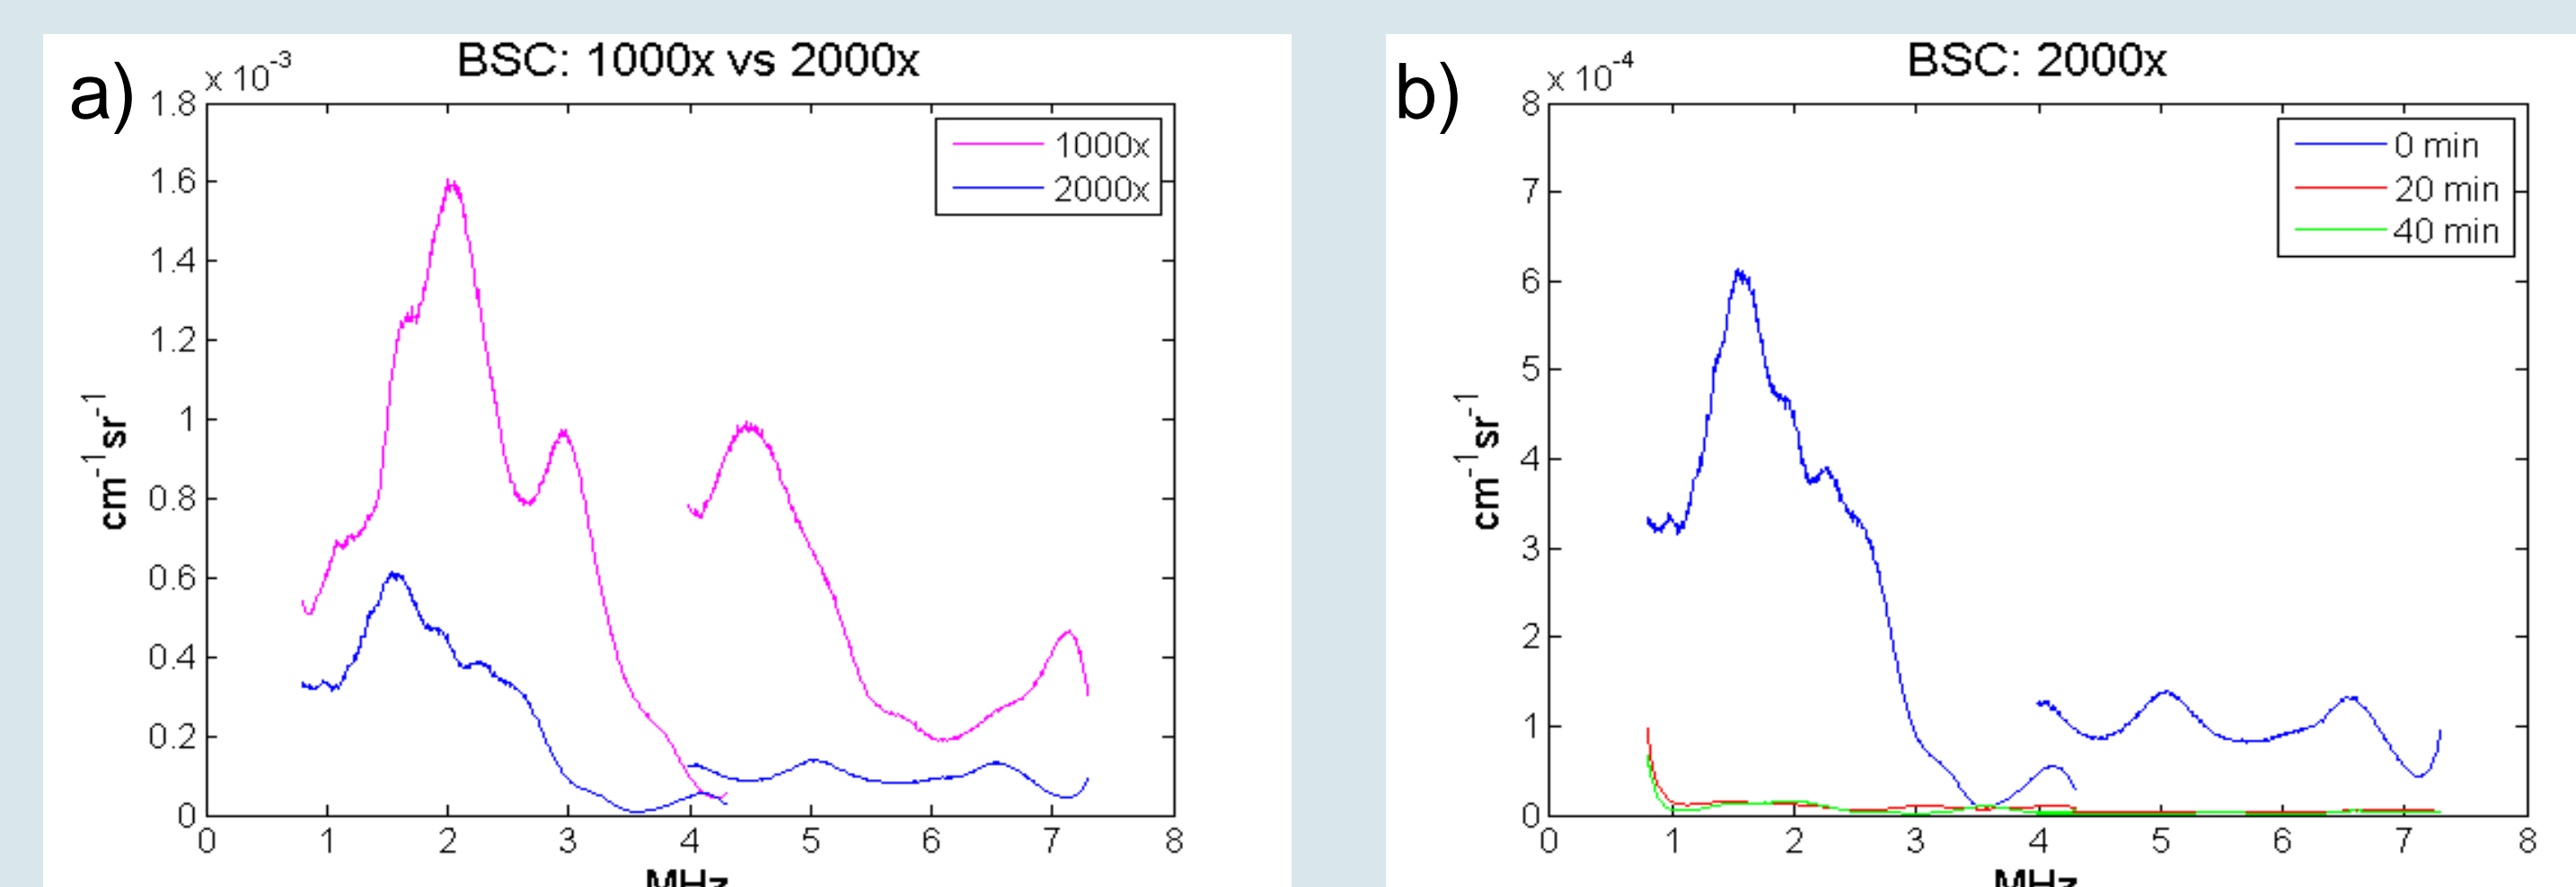 a)
BSC: 1000x vs 2000x
x 10-3
1.8
1.6
1.4
1.2
1
0.8
0.6
0.4
0.2
0
0 1 2 3 4 5 6 7 8
cm-1sr-1
MHz
1000x
2000x
b)
BSC: 2000x
x 10-4
8
7
6
5
4
3
2
1
0
0 1 2 3 4 5 6 7 8
cm-1sr-1
MHz
0 min
20 min
40 min